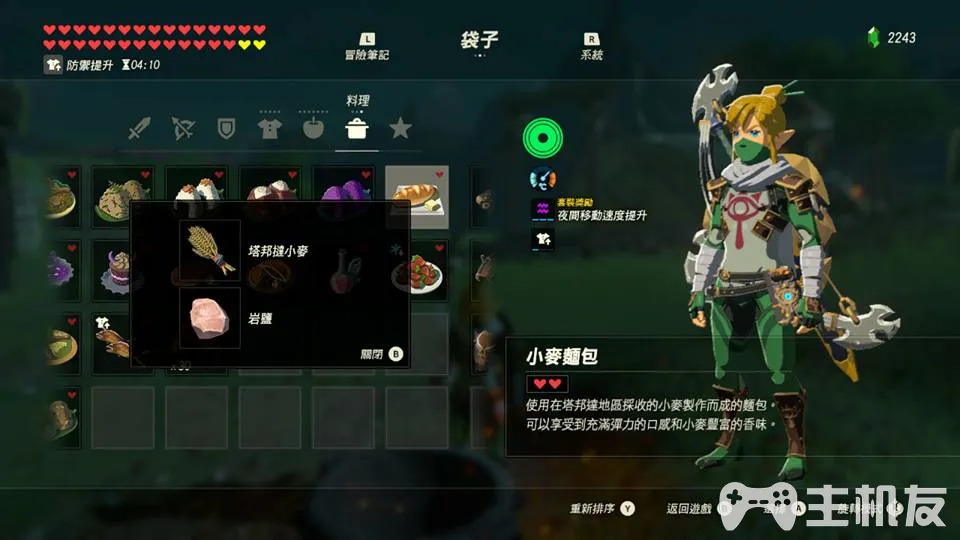 L
冒險筆記
袋子
R
系統
2243
防禦提升 04:10
料理
套裝獎勵
夜間移動速度提升
塔邦撻小麥
岩鹽
關閉 B
小麥麵包
使用在塔邦達地區採收的小麥製作而成的麵包。
可以享受到充滿彈力的口感和小麥豐富的香味。
重新排序 Y
返回遊戲
主机友